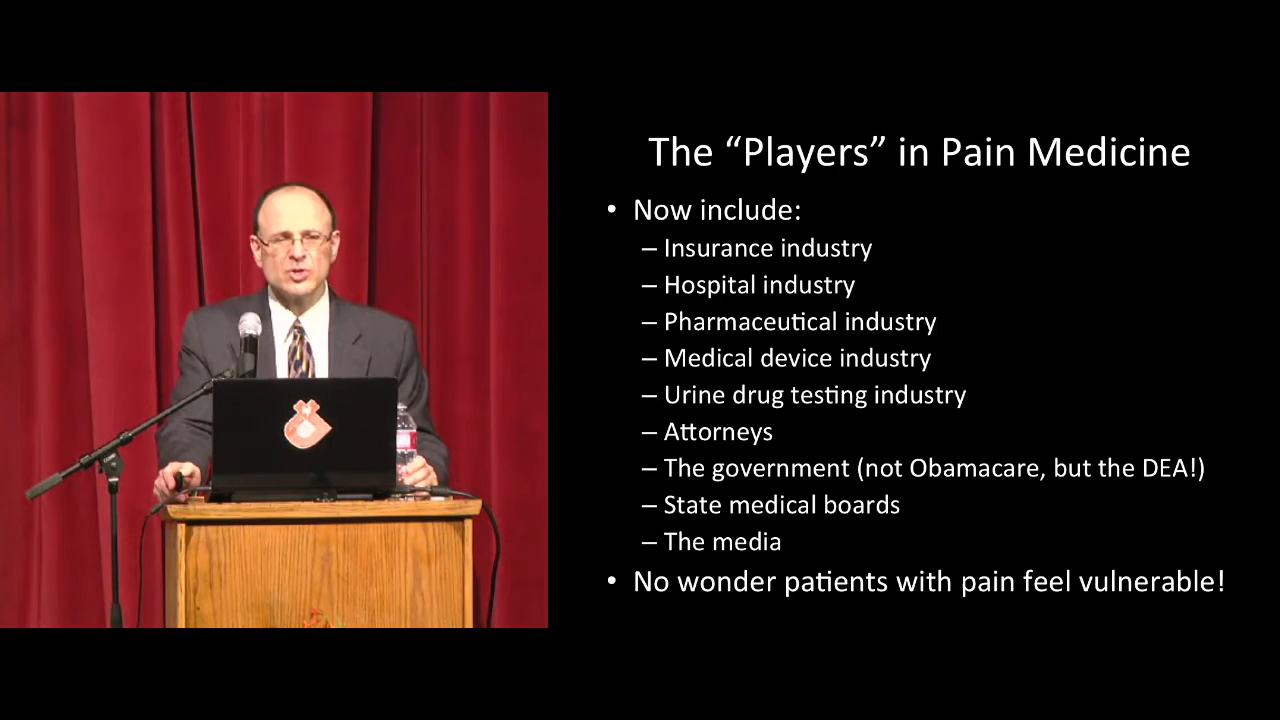 The “Players” in Pain Medicine
• Now include:
– Insurance industry
– Hospital industry
– Pharmaceutical industry
– Medical device industry
– Urine drug testing industry
– Attorneys
– The government (not Obamacare, but the DEA!)
– State medical boards
– The media
• No wonder patients with pain feel vulnerable!